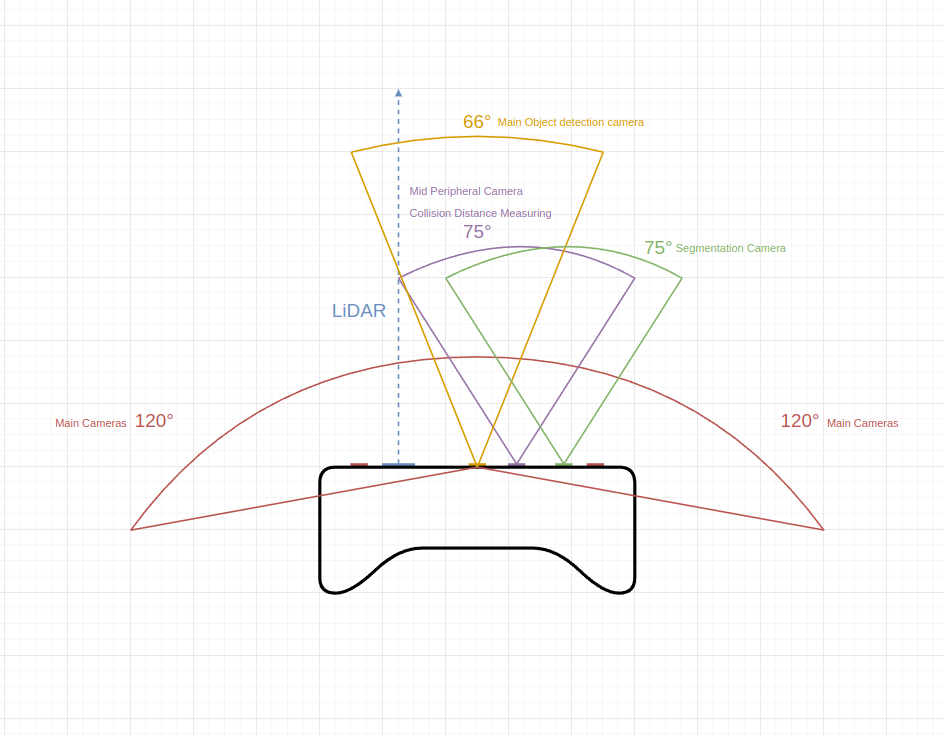 66° Main Object detection camera
Mid Peripheral Camera
Collision Distance Measuring
75°
75° Segmentation Camera
LiDAR
Main Cameras 120°
120° Main Cameras